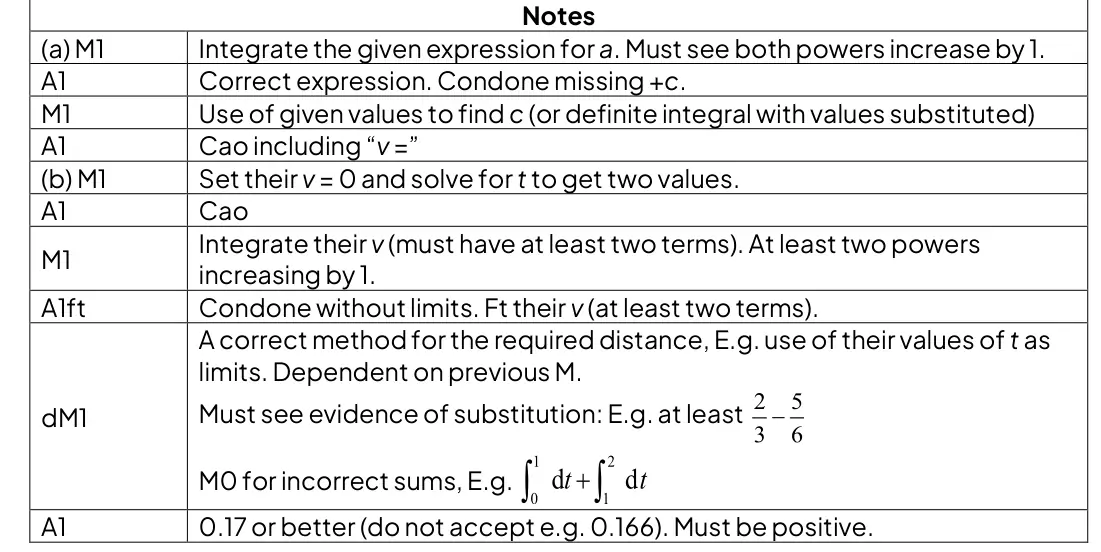 Notes
(a) M1 Integrate the given expression for a. Must see both powers increase by 1.
A1 Correct expression. Condone missing +c.
M1 Use of given values to find c (or definite integral with values substituted)
A1 Cao including “v =”
(b) M1 Set their v = 0 and solve for t to get two values.
A1 Cao
M1 Integrate their v (must have at least two terms). At least two powers
increasing by 1.
A1ft Condone without limits. Ft their v (at least two terms).
dM1 A correct method for the required distance, E.g. use of their values of t as
limits. Dependent on previous M.
Must see evidence of substitution: E.g. at least 2/3 − 5/6
M0 for incorrect sums, E.g. ∫₀¹ dt + ∫₁² dt
A1 0.17 or better (do not accept e.g. 0.166). Must be positive.